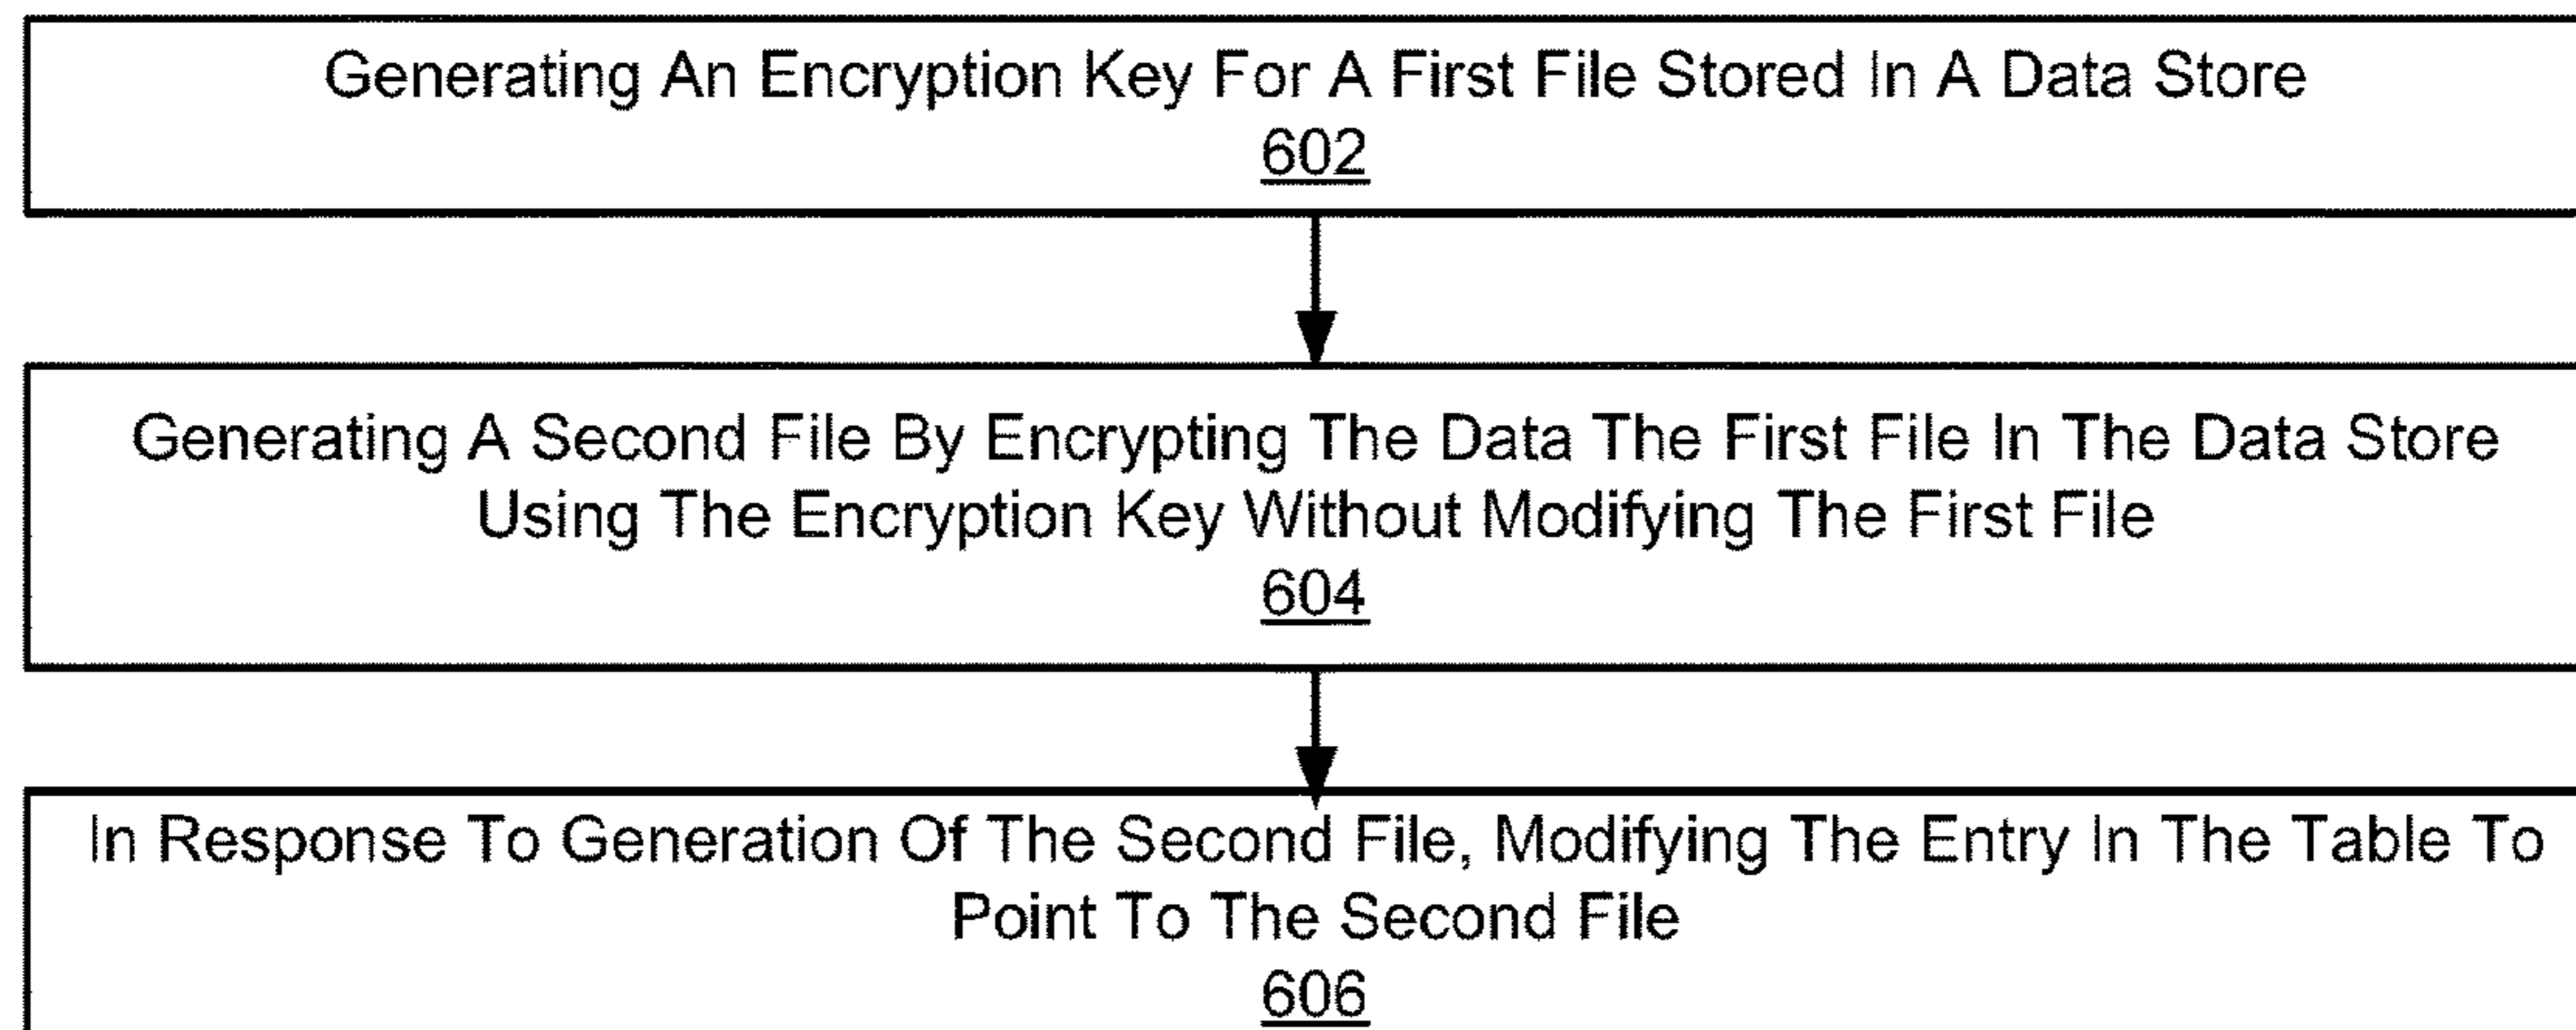 Generating An Encryption Key For A First File Stored In A Data Store
602
Generating A Second File By Encrypting The Data The First File In The Data Store
Using The Encryption Key Without Modifying The First File
604
In Response To Generation Of The Second File, Modifying The Entry In The Table To
Point To The Second File
606